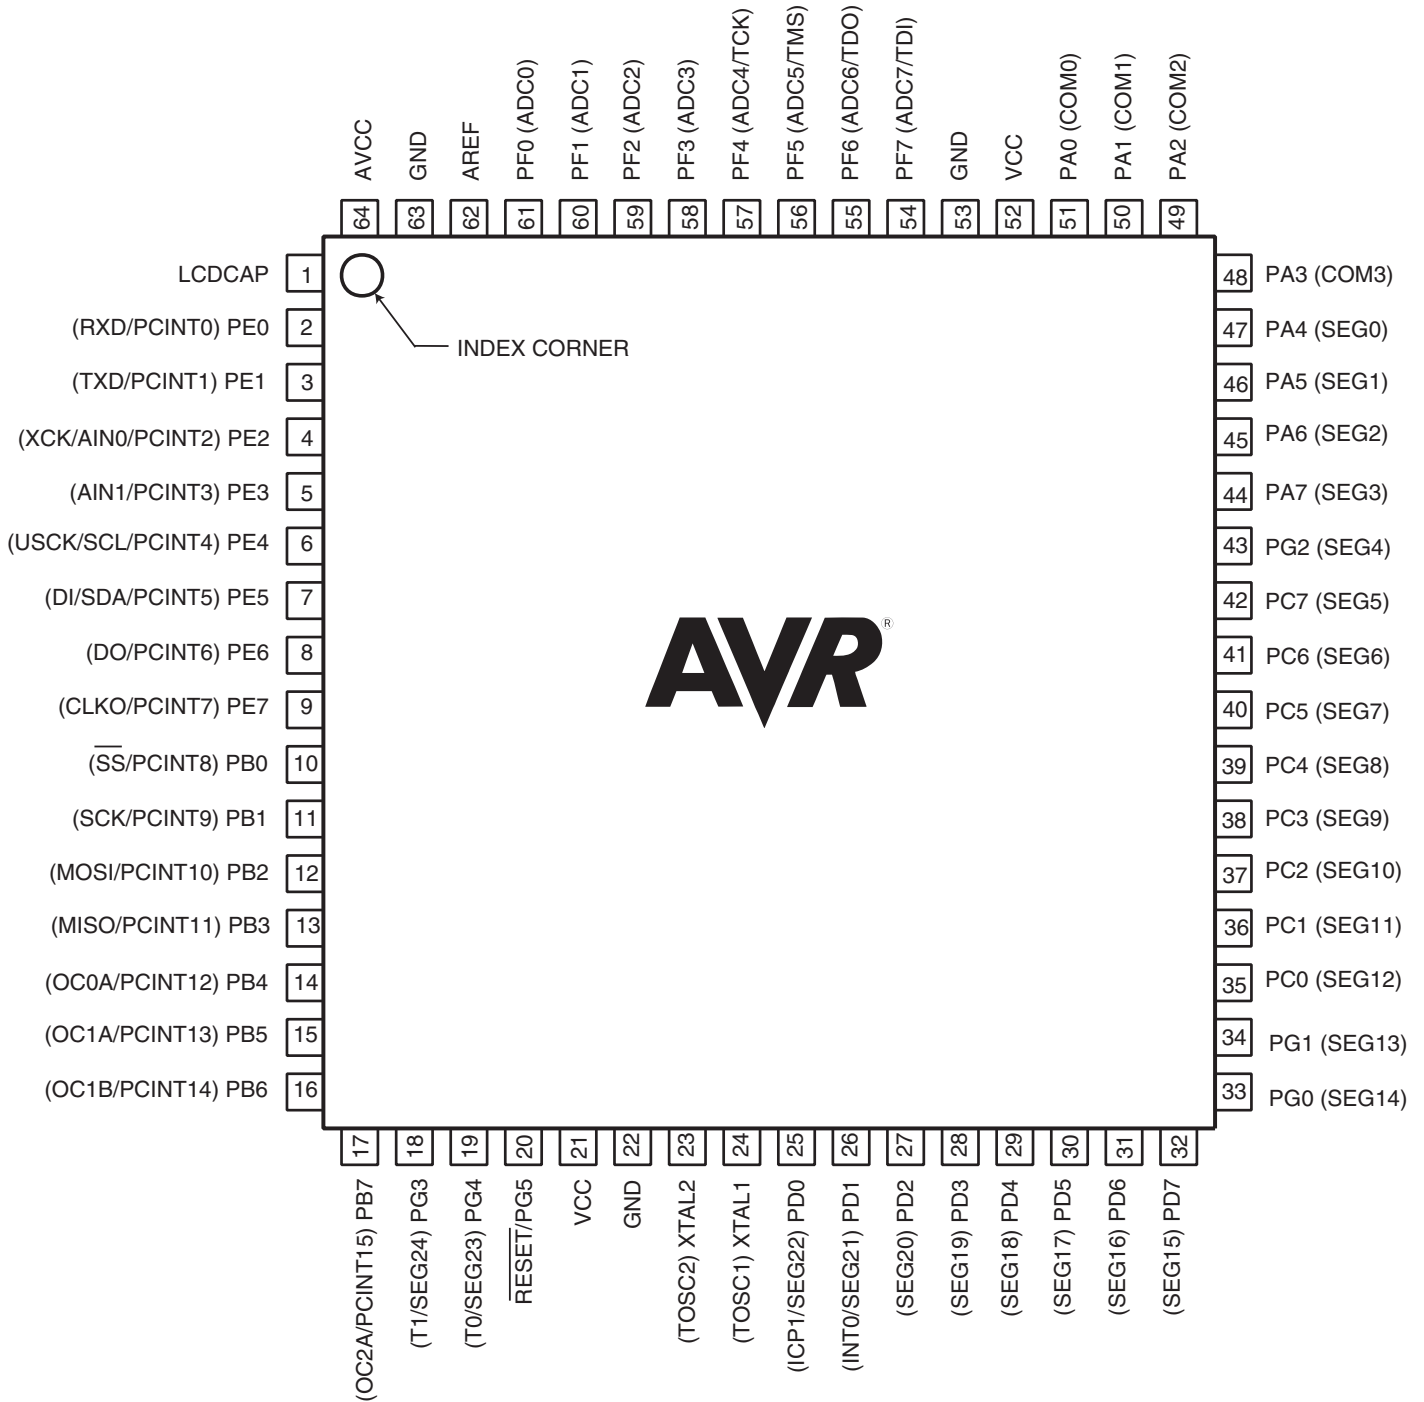 AVCC
GND
AREF
PF0 (ADC0)
PF1 (ADC1)
PF2 (ADC2)
PF3 (ADC3)
PF4 (ADC4/TCK)
PF5 (ADC5/TMS)
PF6 (ADC6/TDO)
PF7 (ADC7/TDI)
GND
VCC
PA0 (COM0)
PA1 (COM1)
PA2 (COM2)
64
63
62
61
60
59
58
57
56
55
54
53
52
51
50
49
LCDCAP 1
(RXD/PCINT0) PE0 2
(TXD/PCINT1) PE1 3
(XCK/AIN0/PCINT2) PE2 4
(AIN1/PCINT3) PE3 5
(USCK/SCL/PCINT4) PE4 6
(DI/SDA/PCINT5) PE5 7
(DO/PCINT6) PE6 8
(CLKO/PCINT7) PE7 9
(SS/PCINT8) PB0 10
(SCK/PCINT9) PB1 11
(MOSI/PCINT10) PB2 12
(MISO/PCINT11) PB3 13
(OC0A/PCINT12) PB4 14
(OC1A/PCINT13) PB5 15
(OC1B/PCINT14) PB6 16
INDEX CORNER
AVR®
48 PA3 (COM3)
47 PA4 (SEG0)
46 PA5 (SEG1)
45 PA6 (SEG2)
44 PA7 (SEG3)
43 PG2 (SEG4)
42 PC7 (SEG5)
41 PC6 (SEG6)
40 PC5 (SEG7)
39 PC4 (SEG8)
38 PC3 (SEG9)
37 PC2 (SEG10)
36 PC1 (SEG11)
35 PC0 (SEG12)
34 PG1 (SEG13)
33 PG0 (SEG14)
17
18
19
20
21
22
23
24
25
26
27
28
29
30
31
32
(OC2A/PCINT15) PB7
(T1/SEG24) PG3
(T0/SEG23) PG4
RESET/PG5
VCC
GND
(TOSC2) XTAL2
(TOSC1) XTAL1
(ICP1/SEG22) PD0
(INT0/SEG21) PD1
(SEG20) PD2
(SEG19) PD3
(SEG18) PD4
(SEG17) PD5
(SEG16) PD6
(SEG15) PD7